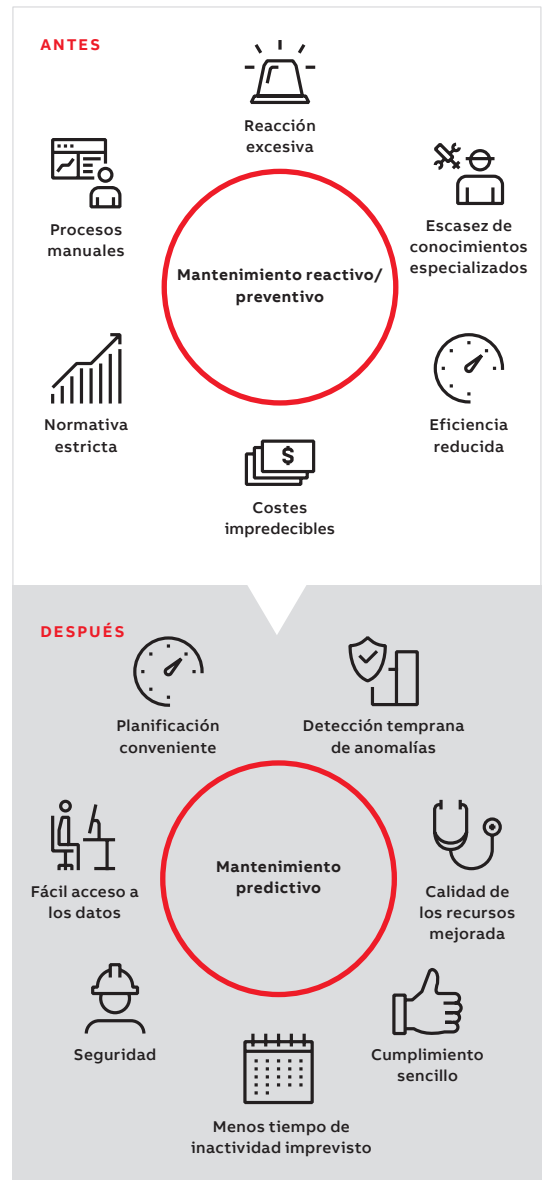 ANTES
Reacción
excesiva
Procesos
manuales
Escasez de
conocimientos
especializados
Mantenimiento reactivo/
preventivo
Normativa
estricta
Eficiencia
reducida
$
Costes
impredecibles
DESPUÉS
Planificación
conveniente
Detección temprana
de anomalías
Mantenimiento
predictivo
Fácil acceso a
los datos
Calidad de
los recursos
mejorada
Seguridad
Cumplimiento
sencillo
Menos tiempo de
inactividad imprevisto